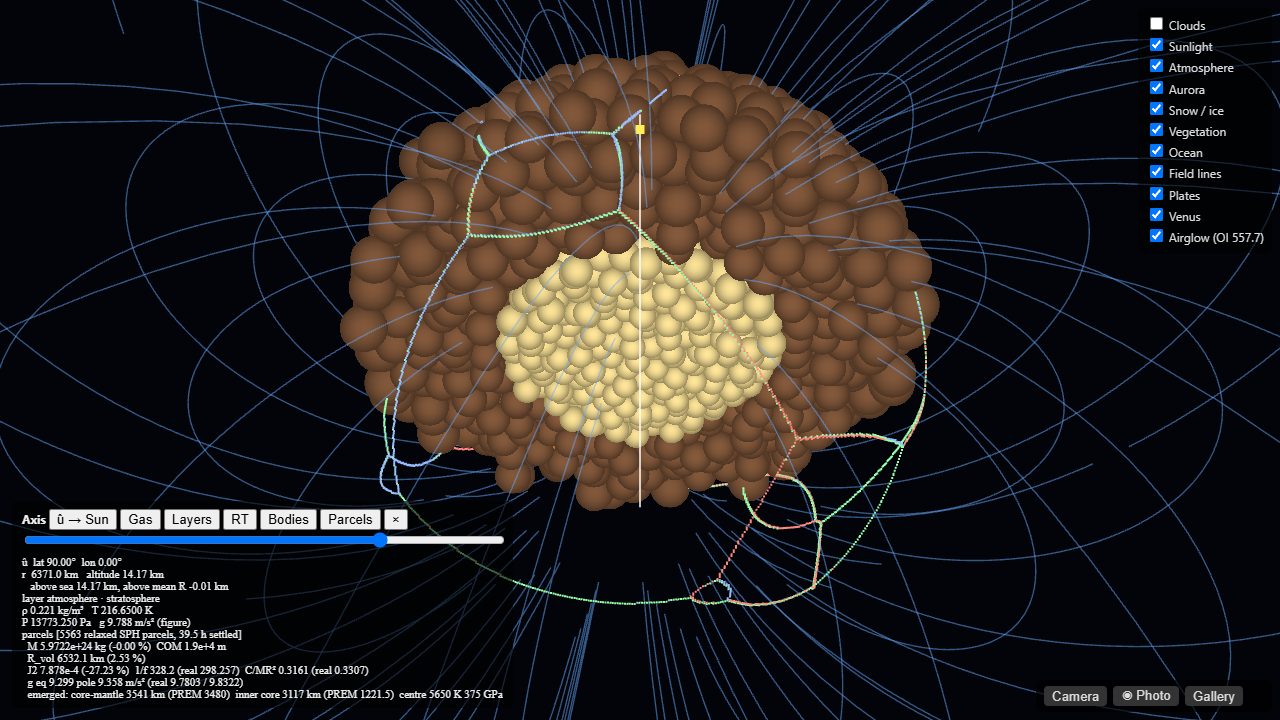 Clouds
Sunlight
Atmosphere
Aurora
Snow / ice
Vegetation
Ocean
Field lines
Plates
Venus
Airglow (OI 557.7)
Axis û → Sun Gas Layers RT Bodies Parcels ×
û lat 90.00° lon 0.00°
r 6371.0 km altitude 14.17 km
above sea 14.17 km, above mean R -0.01 km
layer atmosphere · stratosphere
ρ 0.221 kg/m³ T 216.6500 K
P 13773.250 Pa g 9.788 m/s² (figure)
parcels [5563 relaxed SPH parcels, 39.5 h settled]
M 5.9722e+24 kg (-0.00 %) COM 1.9e+4 m
R_vol 6532.1 km (2.53 %)
J2 7.878e-4 (-27.23 %) 1/f 328.2 (real 298.257) C/MR² 0.3161 (real 0.3307)
g eq 9.299 pole 9.358 m/s² (real 9.7803 / 9.8322)
emerged: core-mantle 3541 km (PREM 3480) inner core 3117 km (PREM 1221.5) centre 5650 K 375 GPa
Camera ◉ Photo Gallery